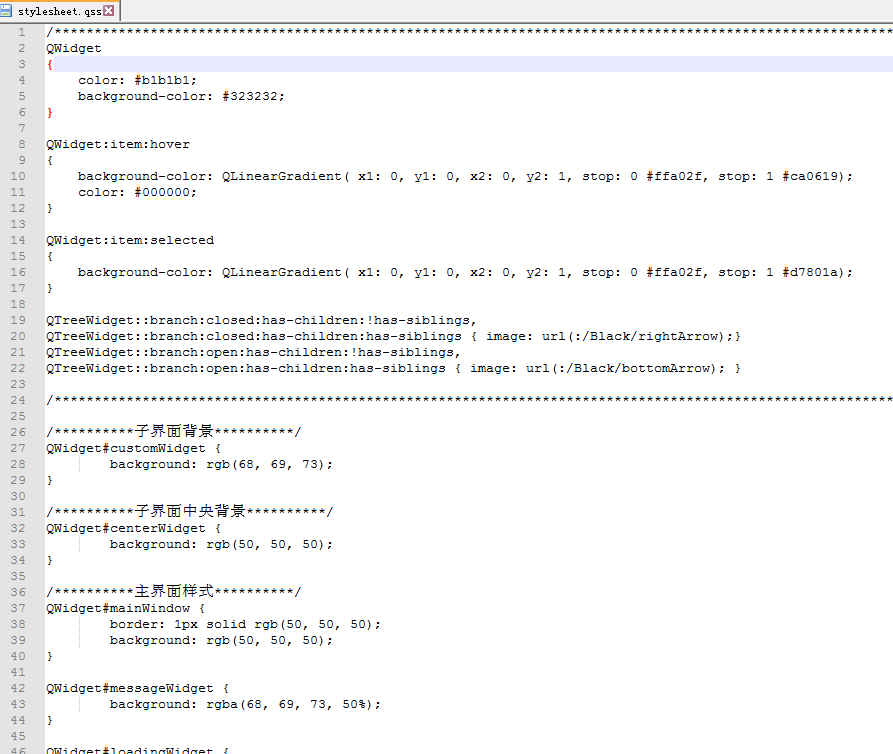 stylesheet.qss
1 /*********************************************************************************************************
2 QWidget
3 {
4 color: #b1b1b1;
5 background-color: #323232;
6 }
7
8 QWidget:item:hover
9 {
10 background-color: QLinearGradient( x1: 0, y1: 0, x2: 0, y2: 1, stop: 0 #ffa02f, stop: 1 #ca0619);
11 color: #000000;
12 }
13
14 QWidget:item:selected
15 {
16 background-color: QLinearGradient( x1: 0, y1: 0, x2: 0, y2: 1, stop: 0 #ffa02f, stop: 1 #d7801a);
17 }
18
19 QTreeWidget::branch:closed:has-children:!has-siblings,
20 QTreeWidget::branch:closed:has-children:has-siblings { image: url(:/Black/rightArrow);}
21 QTreeWidget::branch:open:has-children:!has-siblings,
22 QTreeWidget::branch:open:has-children:has-siblings { image: url(:/Black/bottomArrow); }
23
24 /*********************************************************************************************************
25
26 /**********子界面背景**********/
27 QWidget#customWidget {
28 background: rgb(68, 69, 73);
29 }
30
31 /**********子界面中央背景**********/
32 QWidget#centerWidget {
33 background: rgb(50, 50, 50);
34 }
35
36 /**********主界面样式**********/
37 QWidget#mainWindow {
38 border: 1px solid rgb(50, 50, 50);
39 background: rgb(50, 50, 50);
40 }
41
42 QWidget#messageWidget {
43 background: rgba(68, 69, 73, 50%);
44 }
45
46 QWidget#loadingWidget {